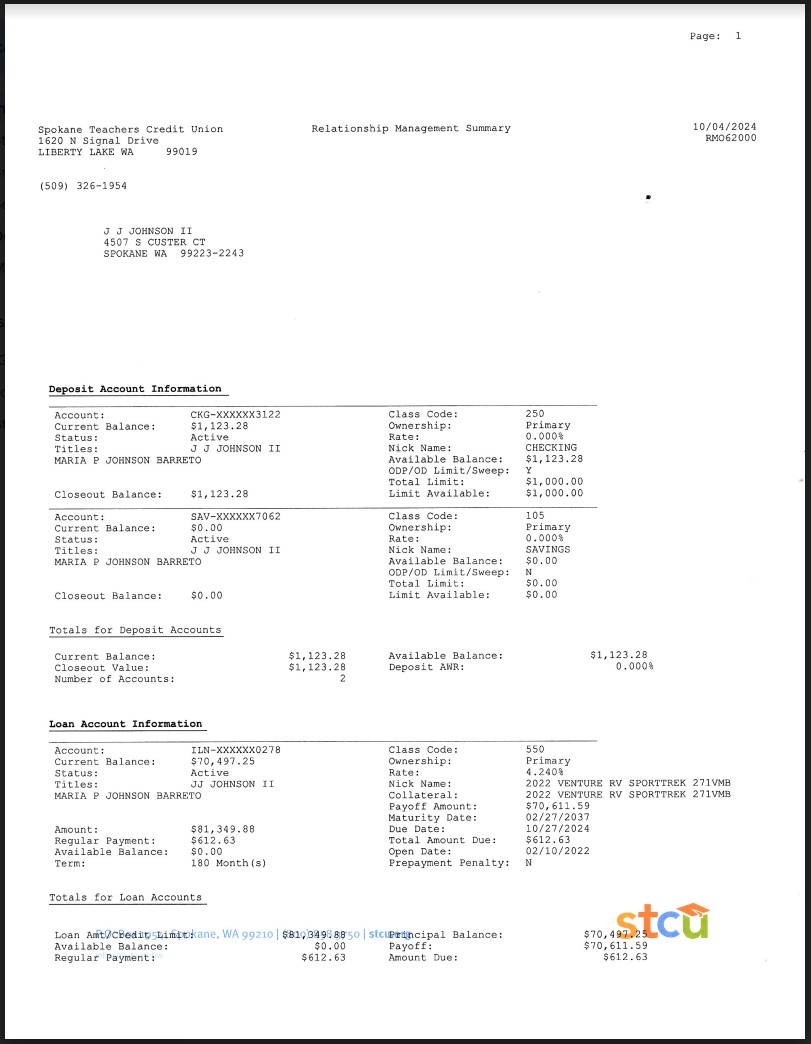 Page: 1
Spokane Teachers Credit Union Relationship Management Summary 10/04/2024
1620 N Signal Drive RMO62000
LIBERTY LAKE WA 99019
(509) 326-1954
J J JOHNSON II
4507 S CUSTER CT
SPOKANE WA 99223-2243
Deposit Account Information
Account: CKG-XXXXXX3122 Class Code: 250
Current Balance: $1,123.28 Ownership: Primary
Status: Active Rate: 0.000%
Titles: J J JOHNSON II Nick Name: CHECKING
MARIA P JOHNSON BARRETO Available Balance: $1,123.28
ODP/OD Limit/Sweep: Y
Total Limit: $1,000.00
Closeout Balance: $1,123.28 Limit Available: $1,000.00
Account: SAV-XXXXXX7062 Class Code: 105
Current Balance: $0.00 Ownership: Primary
Status: Active Rate: 0.000%
Titles: J J JOHNSON II Nick Name: SAVINGS
MARIA P JOHNSON BARRETO Available Balance: $0.00
ODP/OD Limit/Sweep: N
Total Limit: $0.00
Closeout Balance: $0.00 Limit Available: $0.00
Totals for Deposit Accounts
Current Balance: $1,123.28 Available Balance: $1,123.28
Closeout Value: $1,123.28 Deposit AWR: 0.000%
Number of Accounts: 2
Loan Account Information
Account: ILN-XXXXXX0278 Class Code: 550
Current Balance: $70,497.25 Ownership: Primary
Status: Active Rate: 4.240%
Titles: JJ JOHNSON II Nick Name: 2022 VENTURE RV SPORTTREK 271VMB
MARIA P JOHNSON BARRETO Collateral: 2022 VENTURE RV SPORTTREK 271VMB
Payoff Amount: $70,611.59
Maturity Date: 02/27/2037
Amount: $81,349.88 Due Date: 10/27/2024
Regular Payment: $612.63 Total Amount Due: $612.63
Available Balance: $0.00 Open Date: 02/10/2022
Term: 180 Month(s) Prepayment Penalty: N
Totals for Loan Accounts
stcu
Loan Amt/Credit Limit: $81,349.88 Principal Balance: $70,497.25
Spokane, WA 99210 | stcu.org
Available Balance: $0.00 Payoff: $70,611.59
Regular Payment: $612.63 Amount Due: $612.63